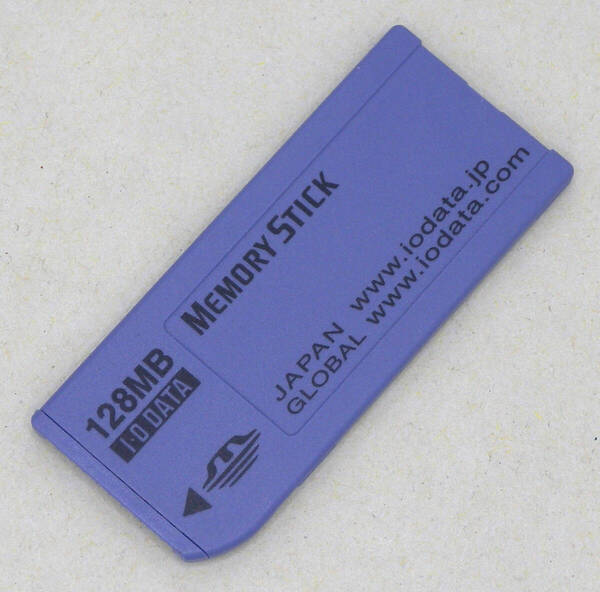 128MB
I-O DATA
MEMORY STICK
JAPAN www.iodata.jp
GLOBAL www.iodata.com